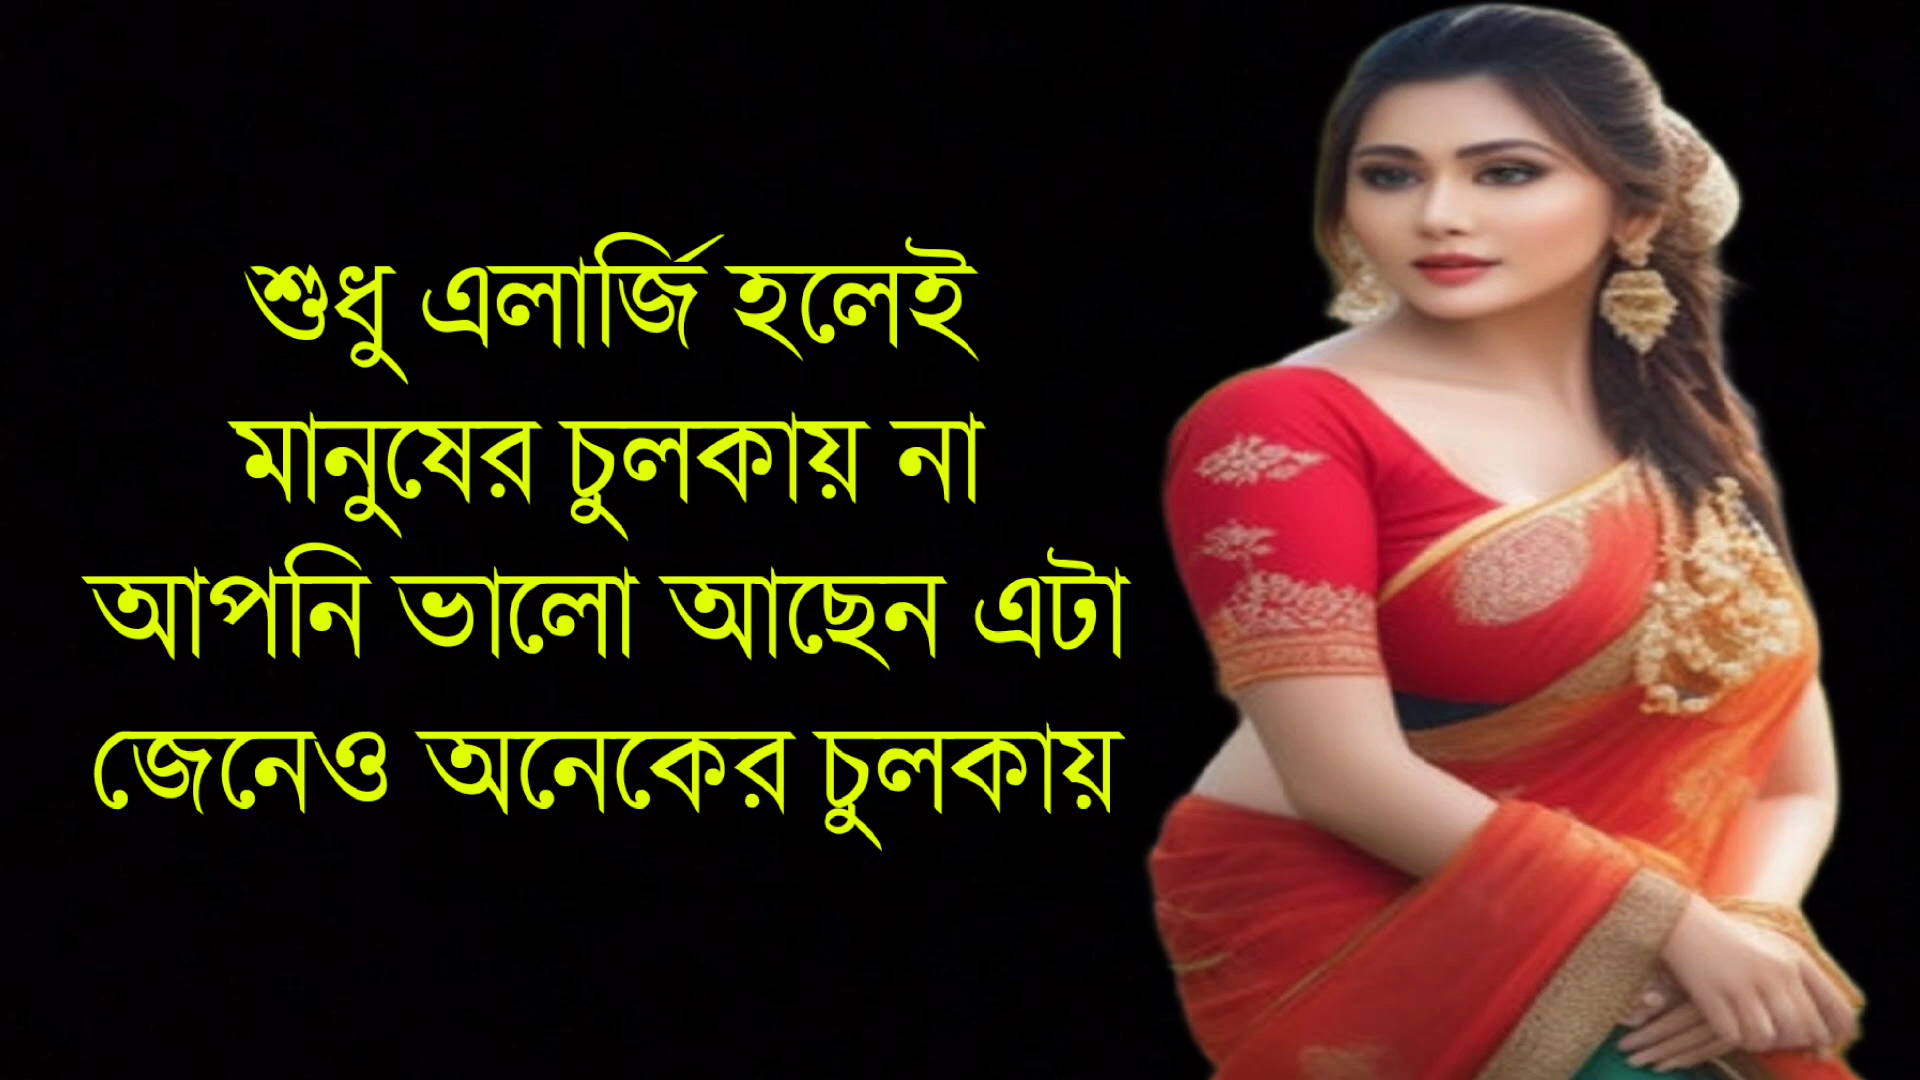 শুধু এলার্জি হলেই
মানুষের চুলকায় না
আপনি ভালো আছেন এটা
জেনেও অনেকের চুলকায়